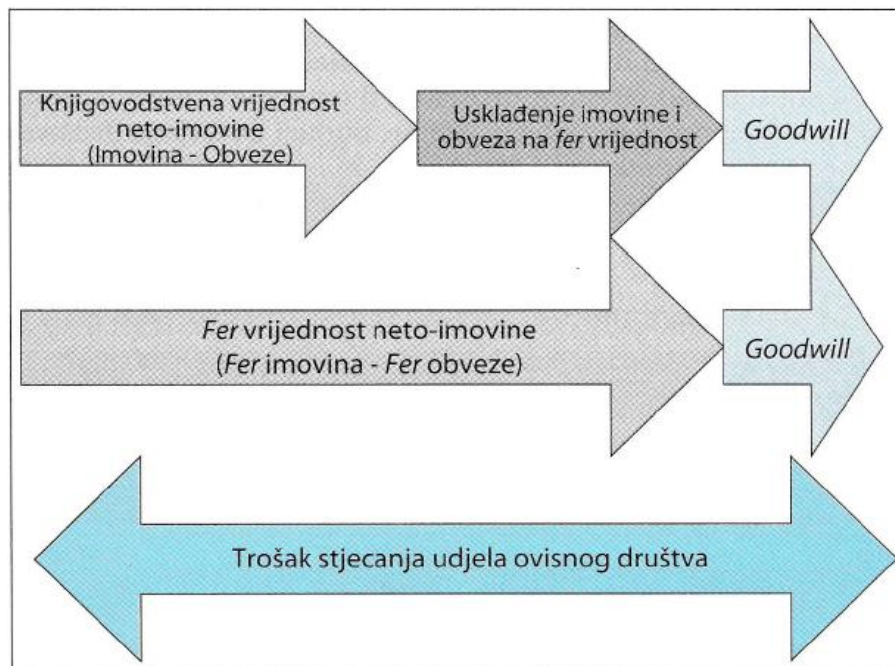 Knjigovodstvena vrijednost
neto-imovine
(Imovina - Obveze)
Usklađenje imovine i
obveza na fer vrijednost
Goodwill
Fer vrijednost neto-imovine
(Fer imovina - Fer obveze)
Goodwill
Trošak stjecanja udjela ovisnog društva